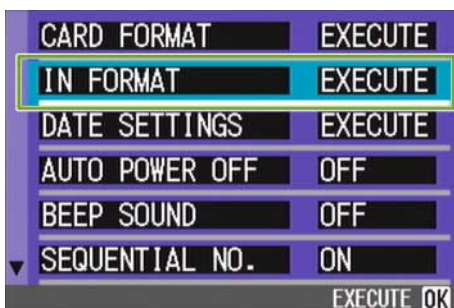 CARD FORMAT EXECUTE
IN FORMAT EXECUTE
DATE SETTINGS EXECUTE
AUTO POWER OFF OFF
BEEP SOUND OFF
SEQUENTIAL NO. ON
EXECUTE OK